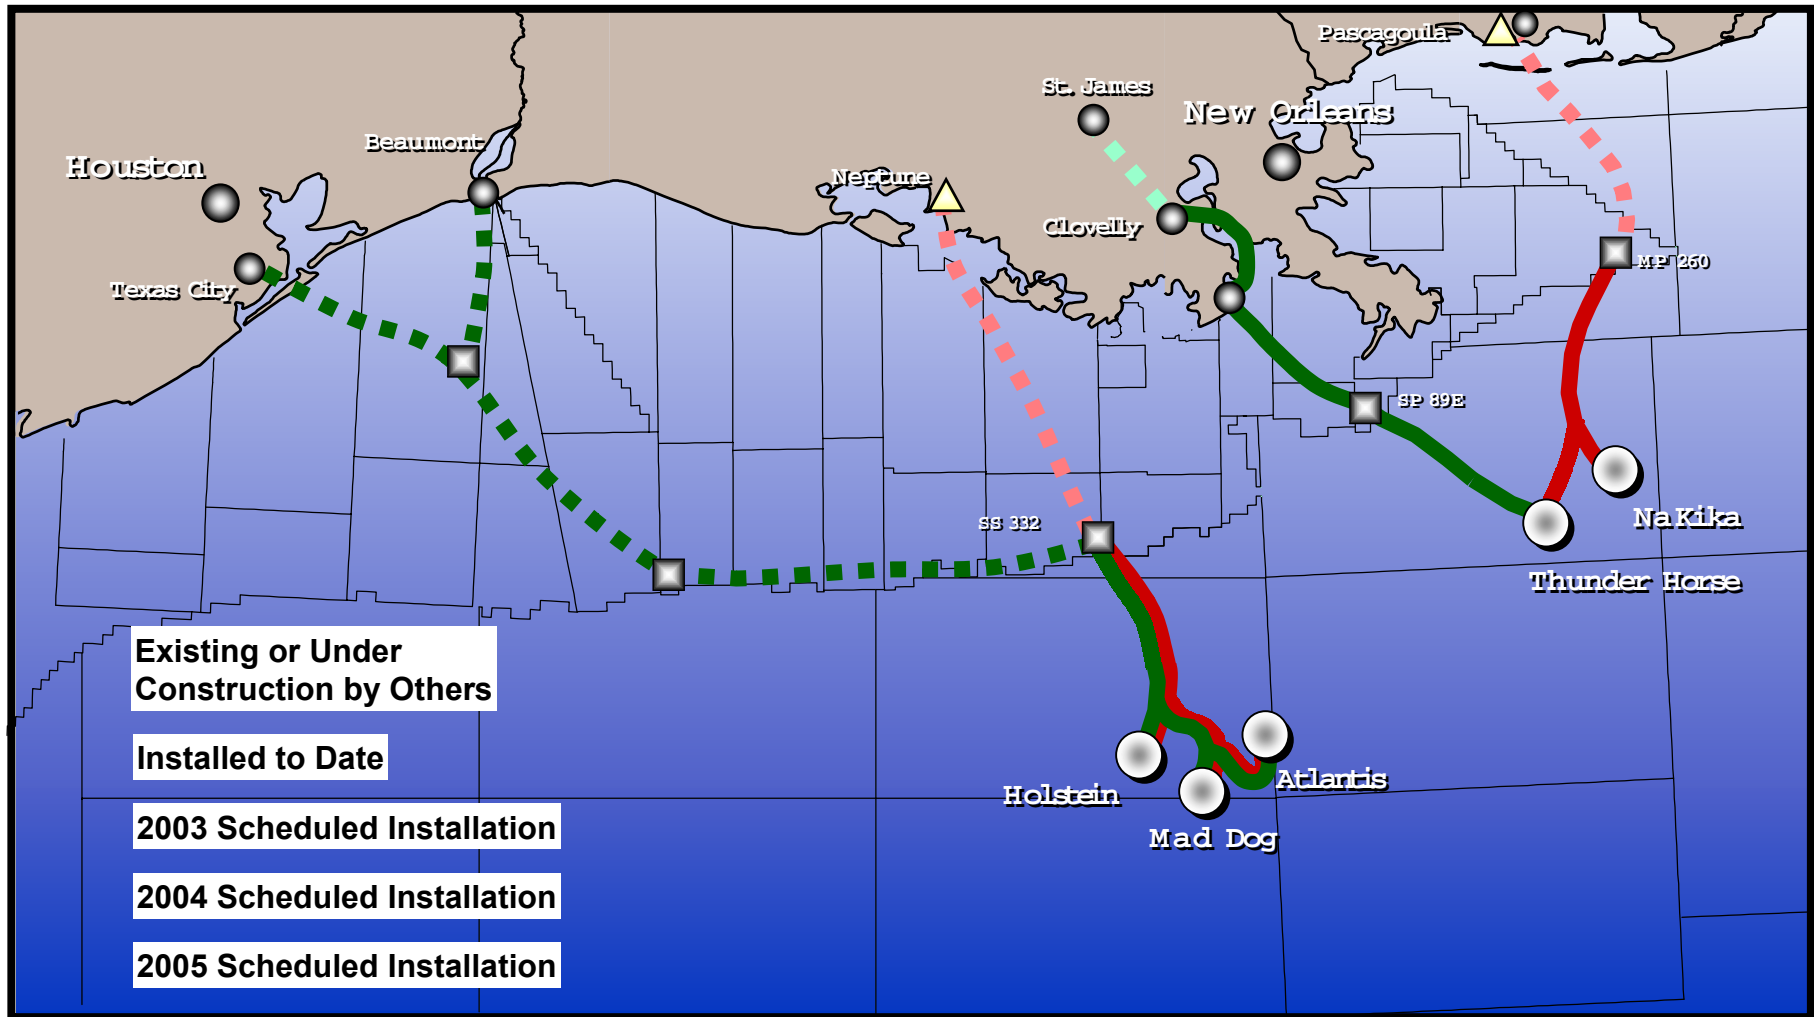 Pascagoula
St. James
New Orleans
Beaumont
Houston
Neptune
Clovelly
MP 260
Texas City
SP 89E
SS 332
Na Kika
Thunder Horse
Existing or Under
Construction by Others
Installed to Date
Atlantis
Holstein
2003 Scheduled Installation
Mad Dog
2004 Scheduled Installation
2005 Scheduled Installation